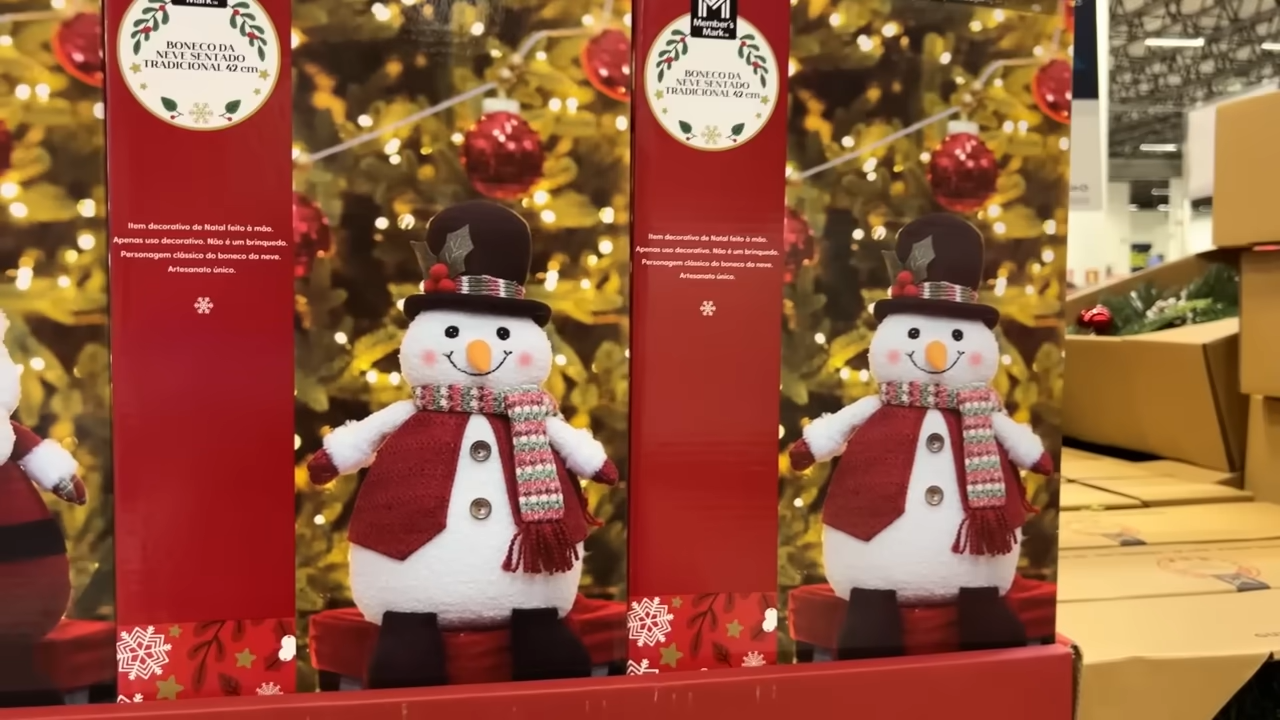 Mark™
BONECO DA
NEVE SENTADO
TRADICIONAL 42 cm
Item decorativo de Natal feito à mão.
Apenas uso decorativo. Não é um brinquedo.
Personagem clássico do boneco da neve.
Artesanato único.
Member's
Mark™
BONECO DA
NEVE SENTADO
TRADICIONAL 42 cm
Item decorativo de Natal feito à mão.
Apenas uso decorativo. Não é um brinquedo.
Personagem clássico do boneco da neve.
Artesanato único.